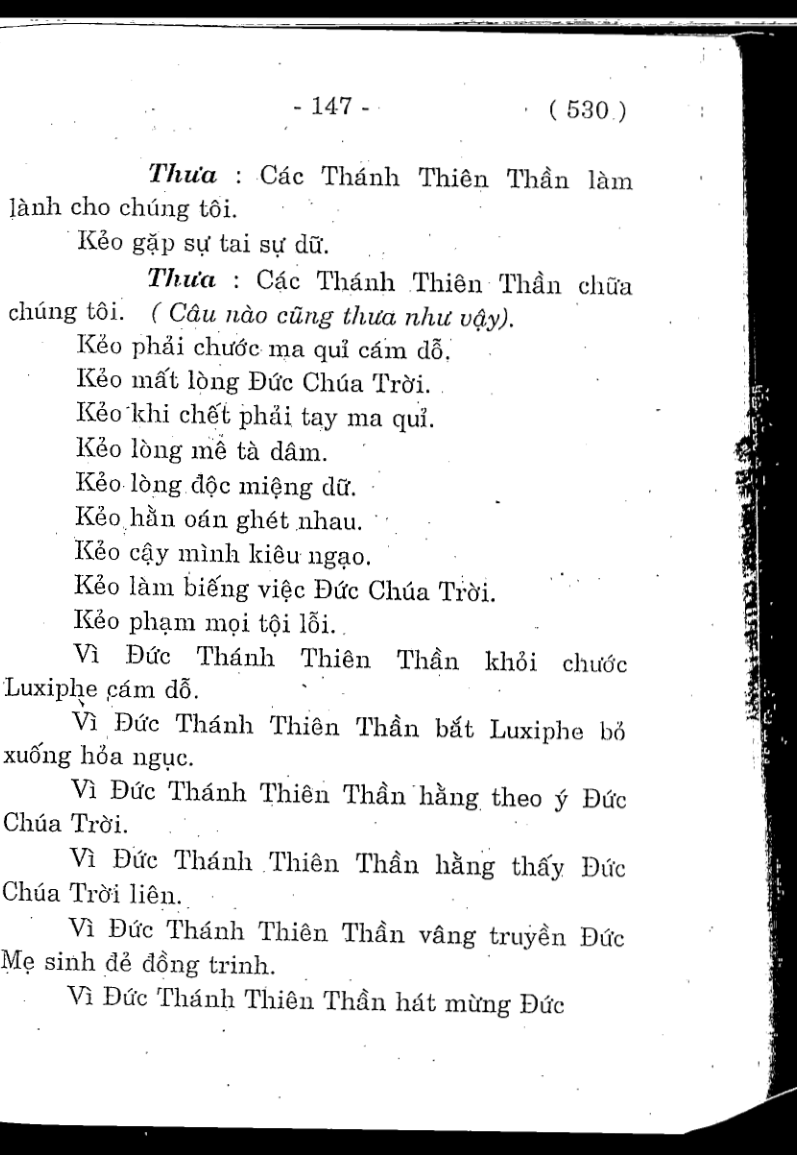 - 147 - ( 530 )
Thưa : Các Thánh Thiên Thần làm
lành cho chúng tôi.
Kẻo gặp sự tai sự dữ.
Thưa : Các Thánh Thiên Thần chữa
chúng tôi. ( Câu nào cũng thưa như vậy).
Kẻo phải chước ma quỉ cám dỗ.
Kẻo mất lòng Đức Chúa Trời.
Kẻo khi chết phải tay ma quỉ.
Kẻo lòng mê tà dâm.
Kẻo lòng độc miệng dữ.
Kẻo hằn oán ghét nhau.
Kẻo cậy mình kiêu ngạo.
Kẻo làm biếng việc Đức Chúa Trời.
Kẻo phạm mọi tội lỗi.
Vì Đức Thánh Thiên Thần khỏi chước
Luxiphe cám dỗ.
Vì Đức Thánh Thiên Thần bắt Luxiphe bỏ
xuống hỏa ngục.
Vì Đức Thánh Thiên Thần hằng theo ý Đức
Chúa Trời.
Vì Đức Thánh Thiên Thần hằng thấy Đức
Chúa Trời liên.
Vì Đức Thánh Thiên Thần vâng truyền Đức
Mẹ sinh đẻ đồng trinh.
Vì Đức Thánh Thiên Thần hát mừng Đức